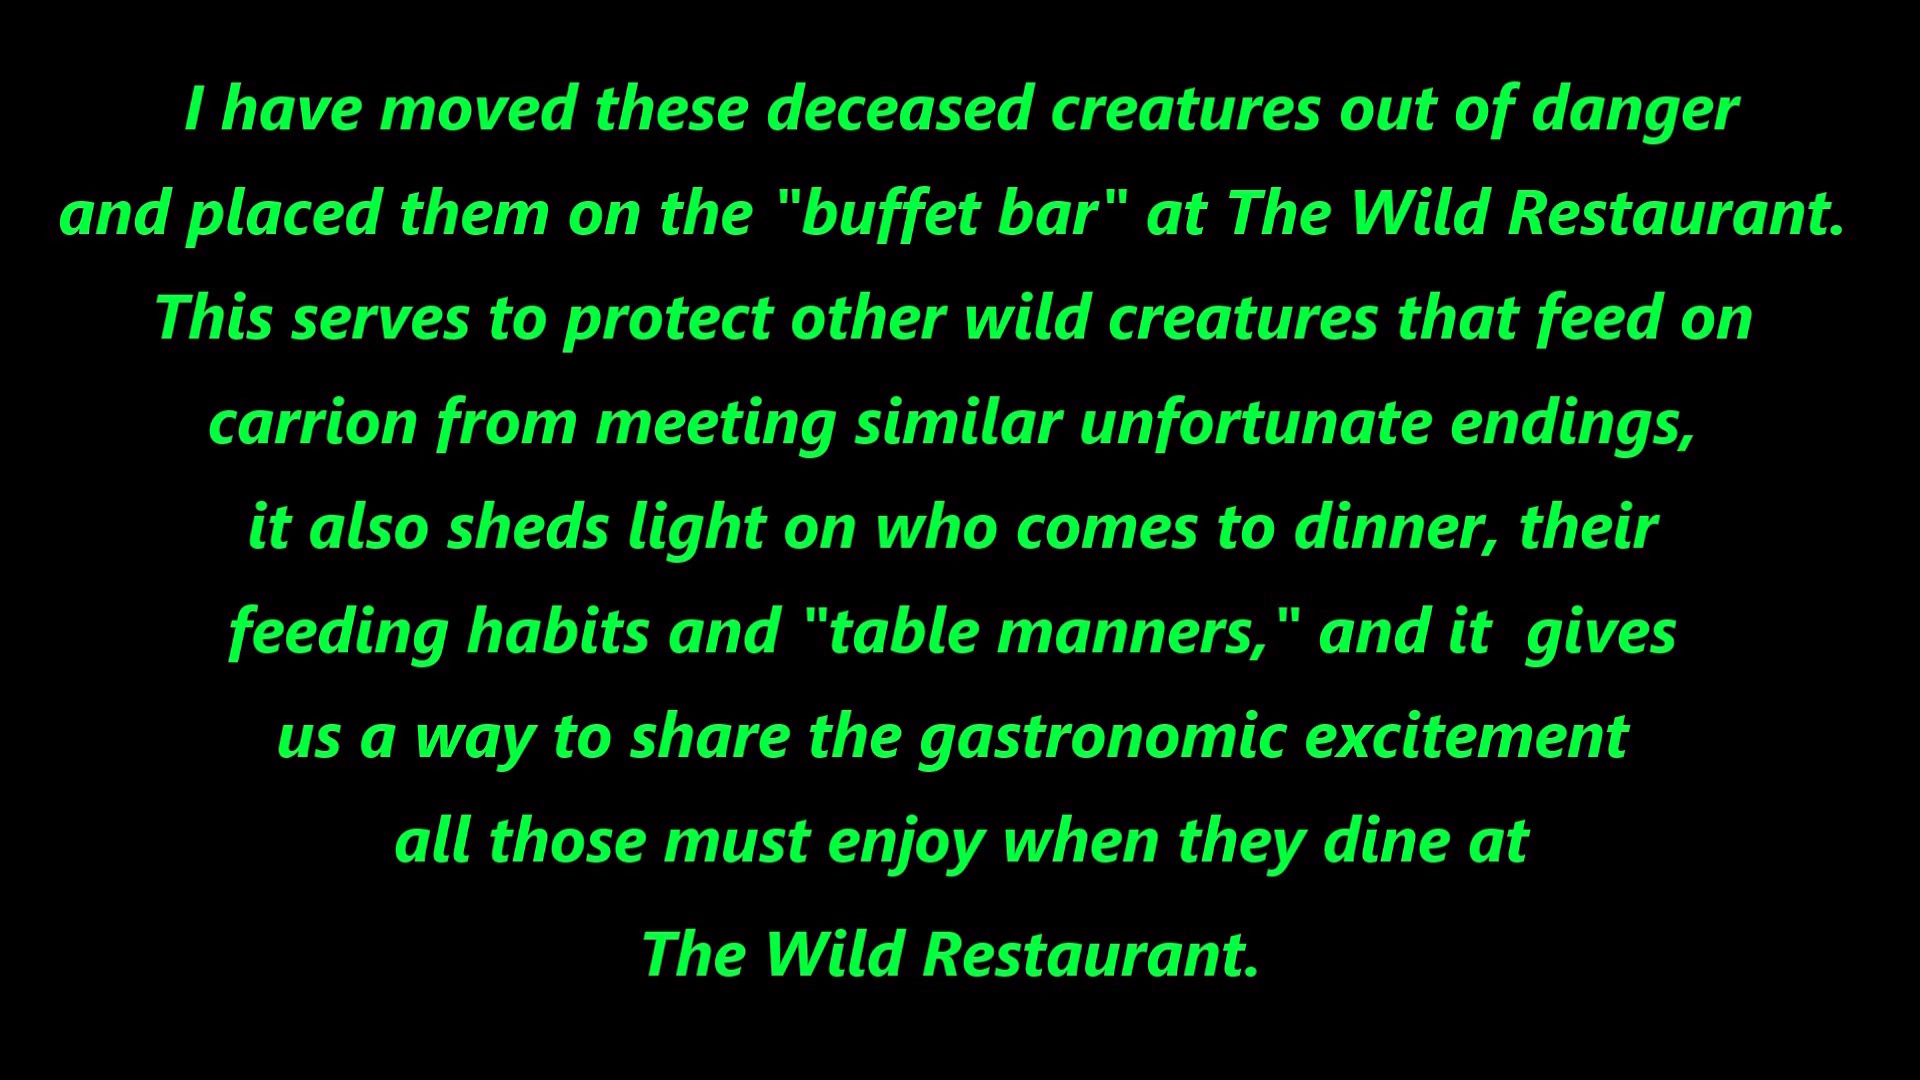 I have moved these deceased creatures out of danger
and placed them on the "buffet bar" at The Wild Restaurant.
This serves to protect other wild creatures that feed on
carrion from meeting similar unfortunate endings,
it also sheds light on who comes to dinner, their
feeding habits and "table manners," and it  gives
us a way to share the gastronomic excitement
all those must enjoy when they dine at
The Wild Restaurant.